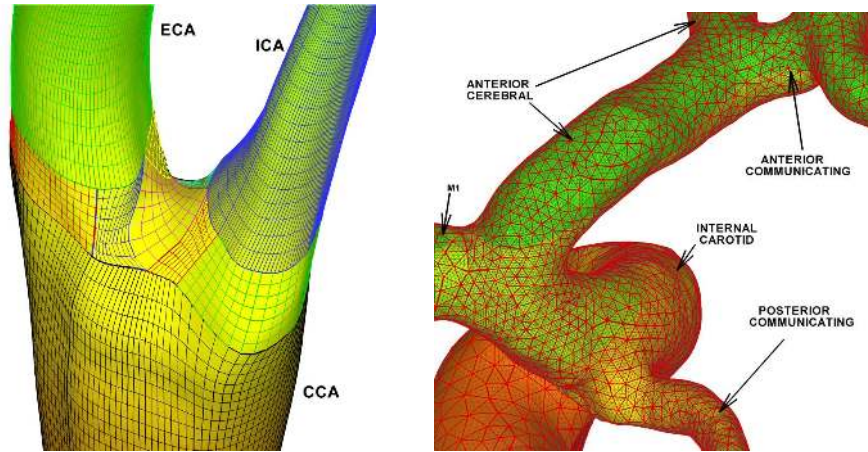 ECA
ICA
CCA
ANTERIOR
CEREBRAL
ANTERIOR
COMMUNICATING
M1
INTERNAL
CAROTID
POSTERIOR
COMMUNICATING